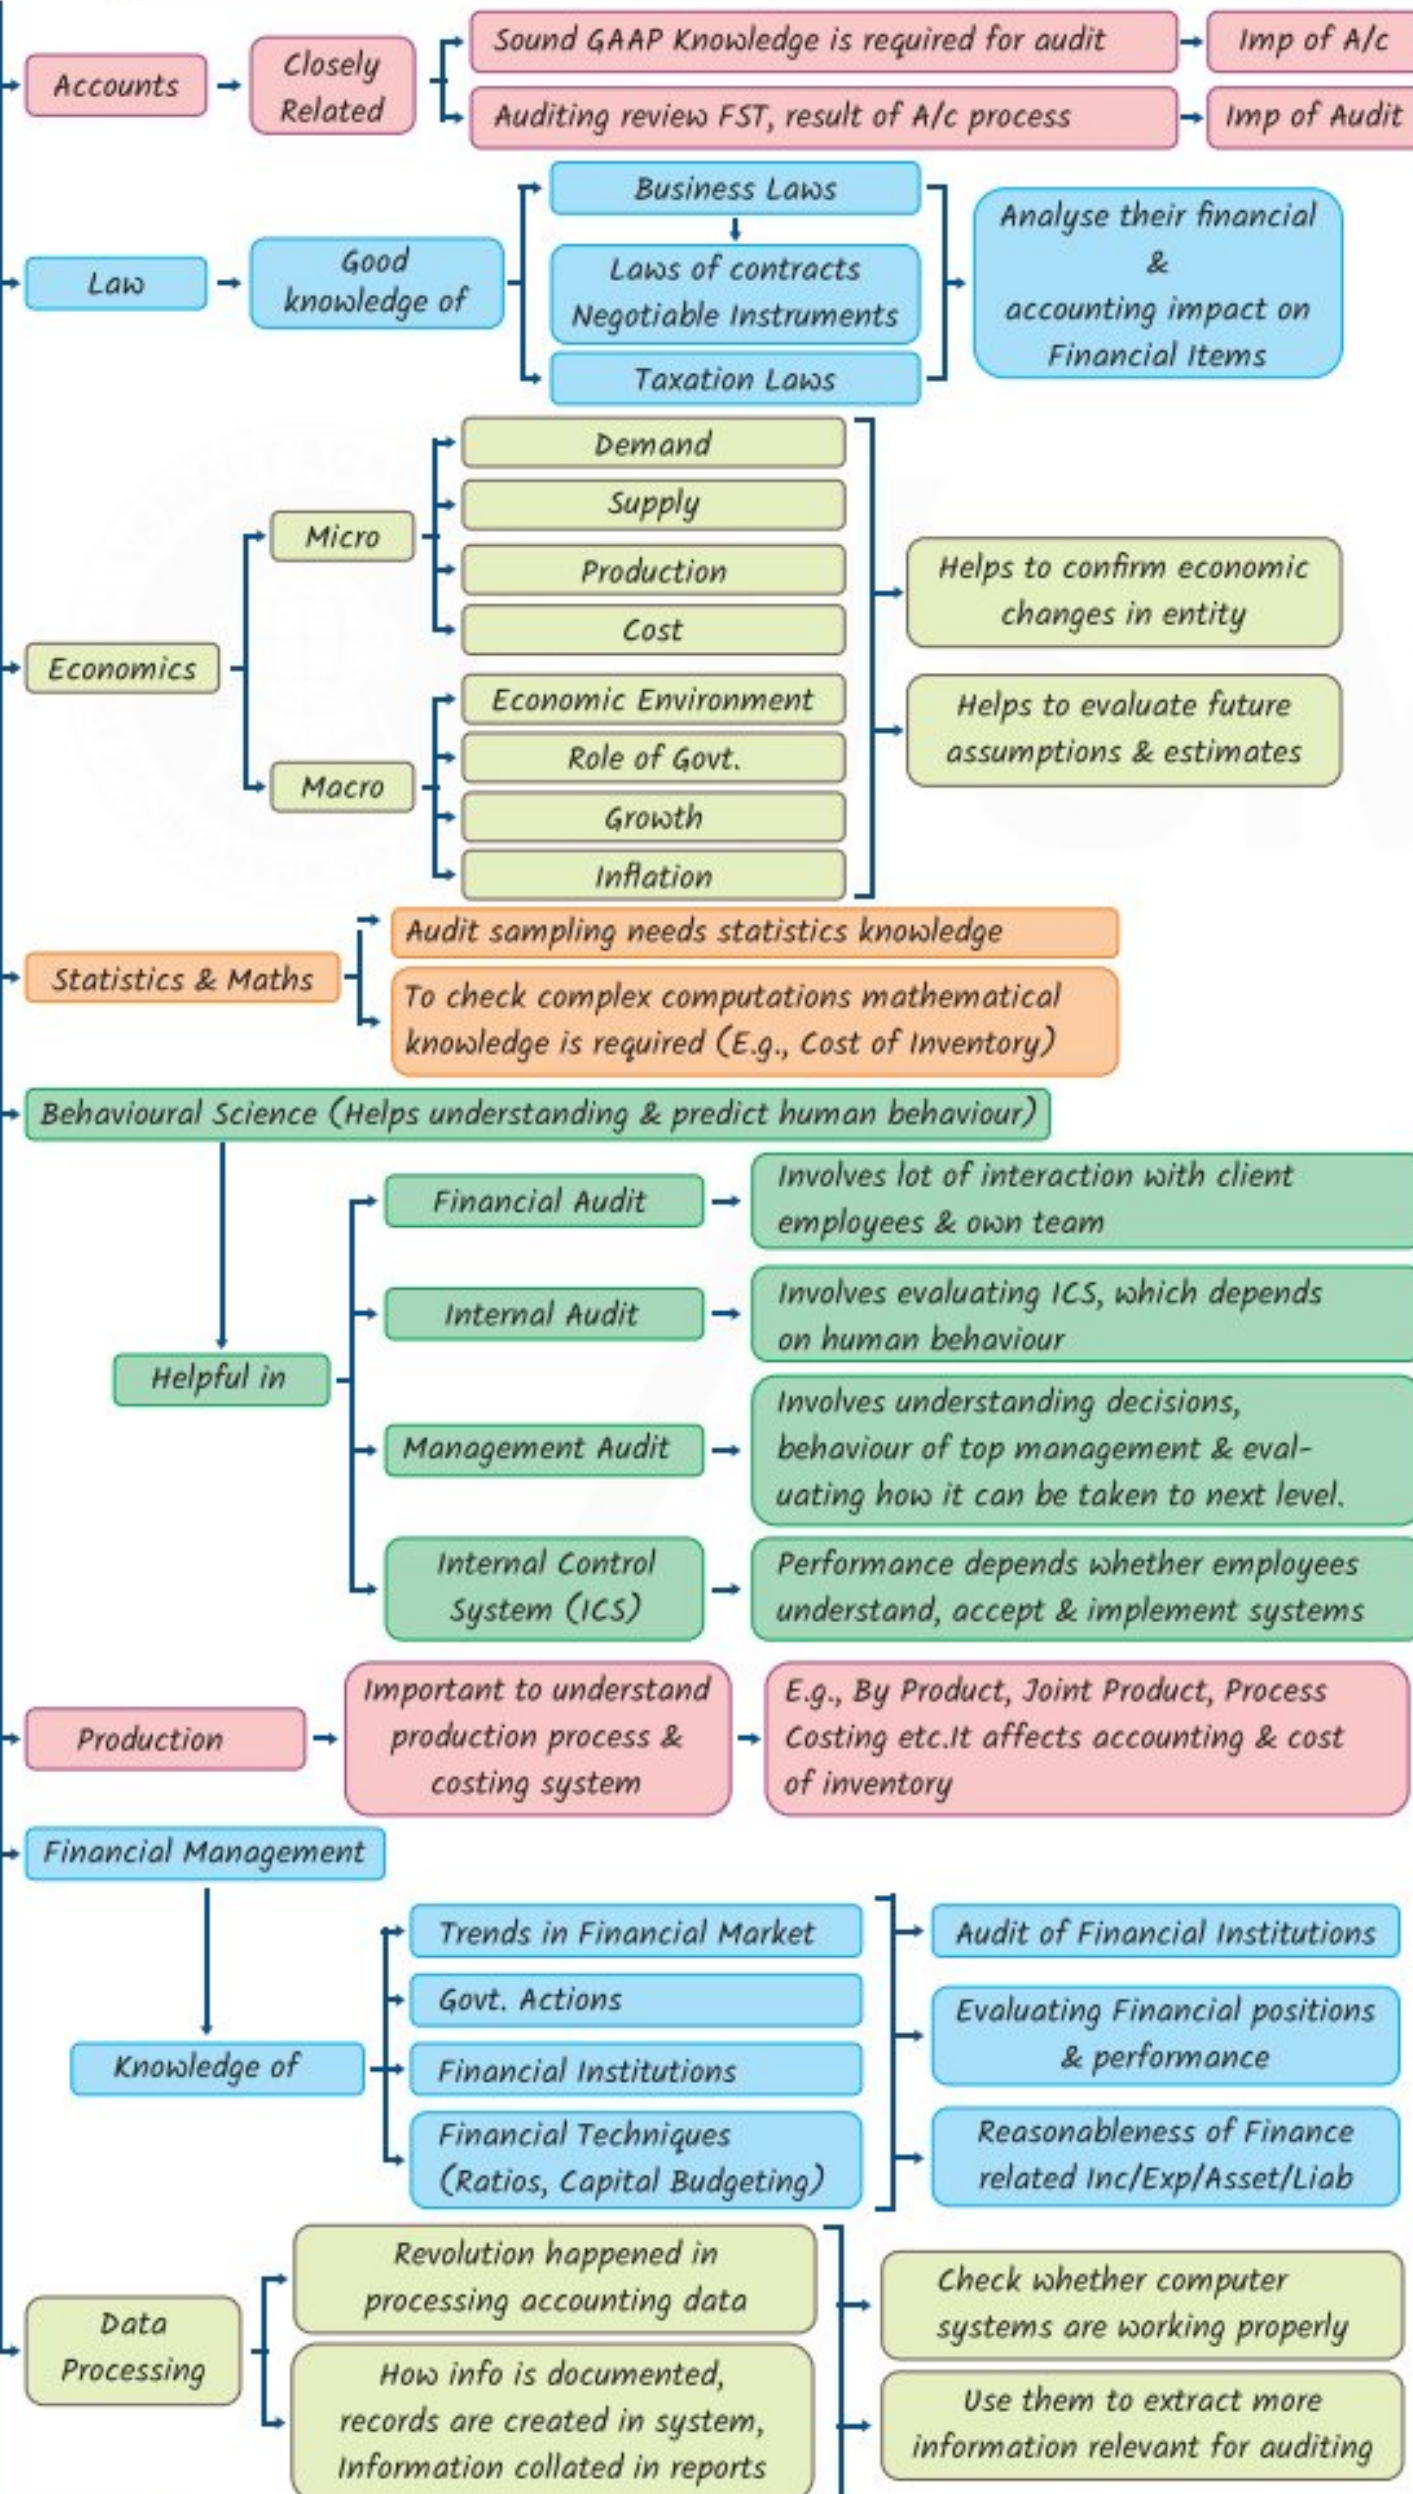 Accounts
Closely
Related
Sound GAAP Knowledge is required for audit
Imp of A/c
Auditing review FST, result of A/c process
Imp of Audit
Law
Good
knowledge of
Business Laws
Laws of contracts
Negotiable Instruments
Taxation Laws
Analyse their financial
&
accounting impact on
Financial Items
Economics
Micro
Demand
Supply
Production
Cost
Macro
Economic Environment
Role of Govt.
Growth
Inflation
Helps to confirm economic
changes in entity
Helps to evaluate future
assumptions & estimates
Statistics & Maths
Audit sampling needs statistics knowledge
To check complex computations mathematical
knowledge is required (E.g., Cost of Inventory)
Behavioural Science (Helps understanding & predict human behaviour)
Helpful in
Financial Audit
Involves lot of interaction with client
employees & own team
Internal Audit
Involves evaluating ICS, which depends
on human behaviour
Management Audit
Involves understanding decisions,
behaviour of top management & eval-
uating how it can be taken to next level.
Internal Control
System (ICS)
Performance depends whether employees
understand, accept & implement systems
Production
Important to understand
production process &
costing system
E.g., By Product, Joint Product, Process
Costing etc.It affects accounting & cost
of inventory
Financial Management
Knowledge of
Trends in Financial Market
Govt. Actions
Financial Institutions
Financial Techniques
(Ratios, Capital Budgeting)
Audit of Financial Institutions
Evaluating Financial positions
& performance
Reasonableness of Finance
related Inc/Exp/Asset/Liab
Data
Processing
Revolution happened in
processing accounting data
How info is documented,
records are created in system,
Information collated in reports
Check whether computer
systems are working properly
Use them to extract more
information relevant for auditing